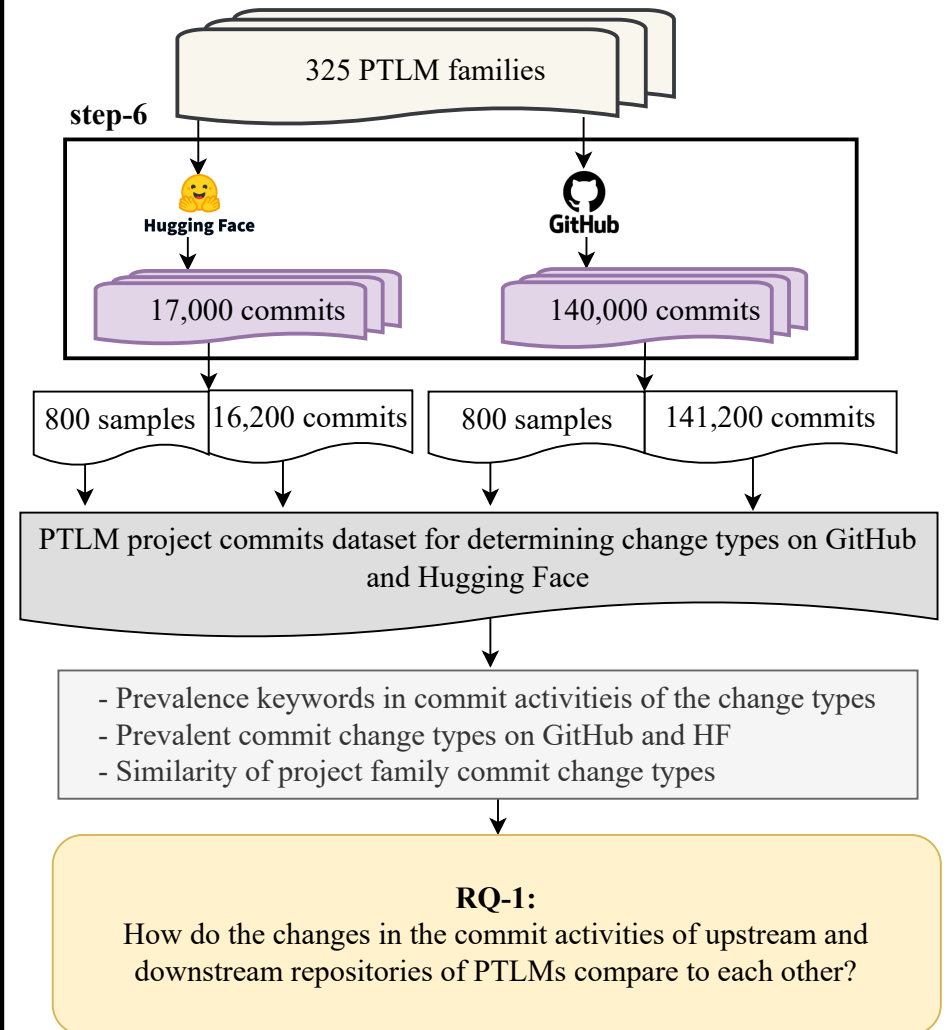 325 PTLM families
step-6
Hugging Face
GitHub
17,000 commits
140,000 commits
800 samples
16,200 commits
800 samples
141,200 commits
PTLM project commits dataset for determining change types on GitHub
and Hugging Face
- Prevalence keywords in commit activitieis of the change types
- Prevalent commit change types on GitHub and HF
- Similarity of project family commit change types
RQ-1:
How do the changes in the commit activities of upstream and
downstream repositories of PTLMs compare to each other?